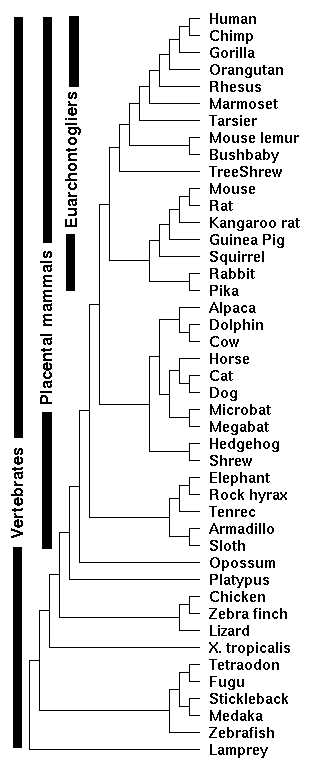 Human
Chimp
Gorilla
Orangutan
Rhesus
Marmoset
Tarsier
Mouse lemur
Bushbaby
TreeShrew
Mouse
Rat
Kangaroo rat
Guinea Pig
Squirrel
Rabbit
Pika
Alpaca
Dolphin
Cow
Horse
Cat
Dog
Microbat
Megabat
Hedgehog
Shrew
Elephant
Rock hyrax
Tenrec
Armadillo
Sloth
Opossum
Platypus
Chicken
Zebra finch
Lizard
X. tropicalis
Tetraodon
Fugu
Stickleback
Medaka
Zebrafish
Lamprey
Vertebrates
Placental mammals
Euarchontogliers